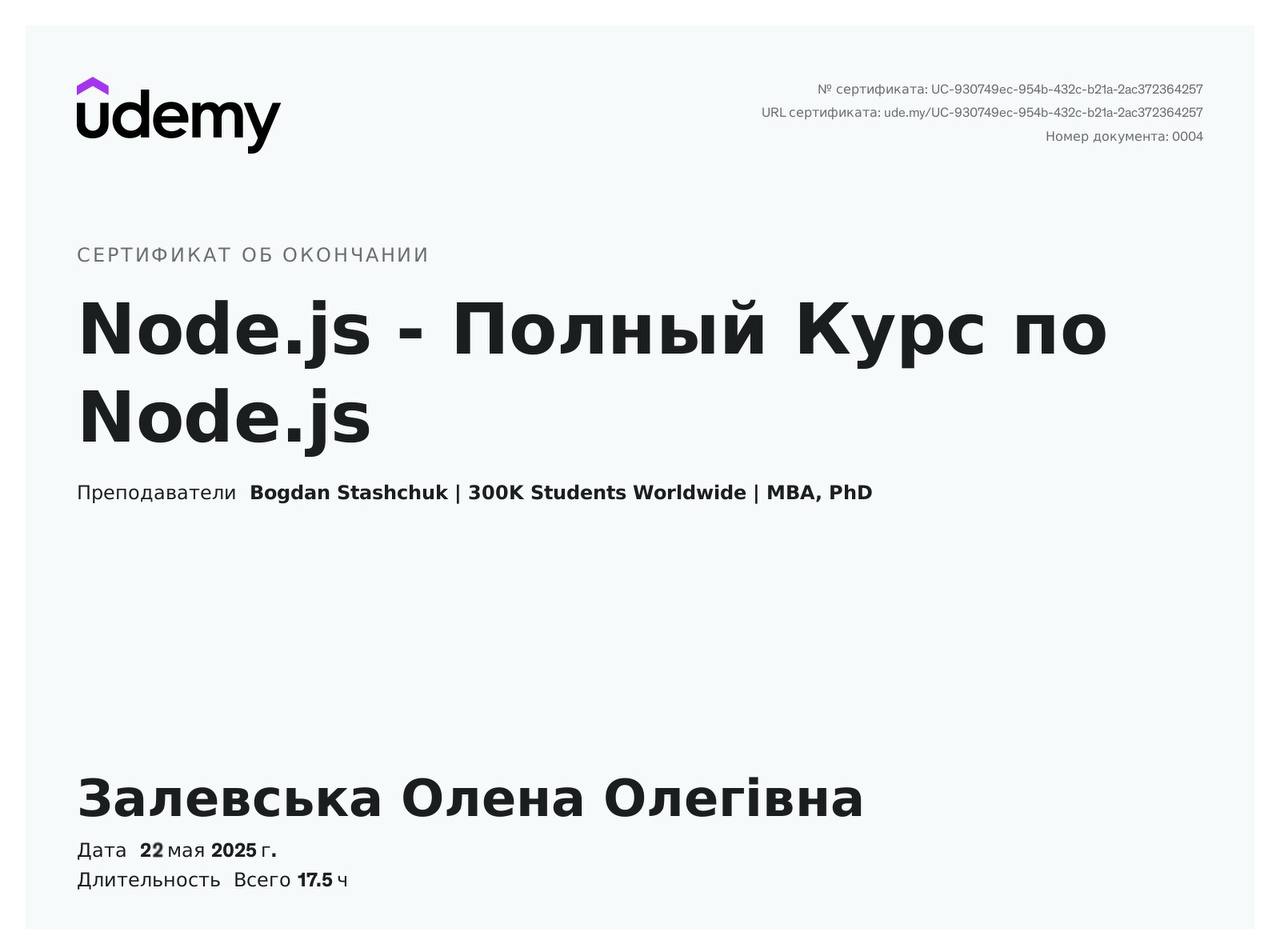 udemy
№ сертификата: UC-930749ec-954b-432c-b21a-2ac372364257
URL сертификата: ude.my/UC-930749ec-954b-432c-b21a-2ac372364257
Номер документа: 0004
СЕРТИФИКАТ ОБ ОКОНЧАНИИ
Node.js - Полный Курс по
Node.js
Преподаватели Bogdan Stashchuk | 300K Students Worldwide | MBA, PhD
Залевська Олена Олегівна
Дата 22 мая 2025 г.
Длительность Всего 17.5 ч